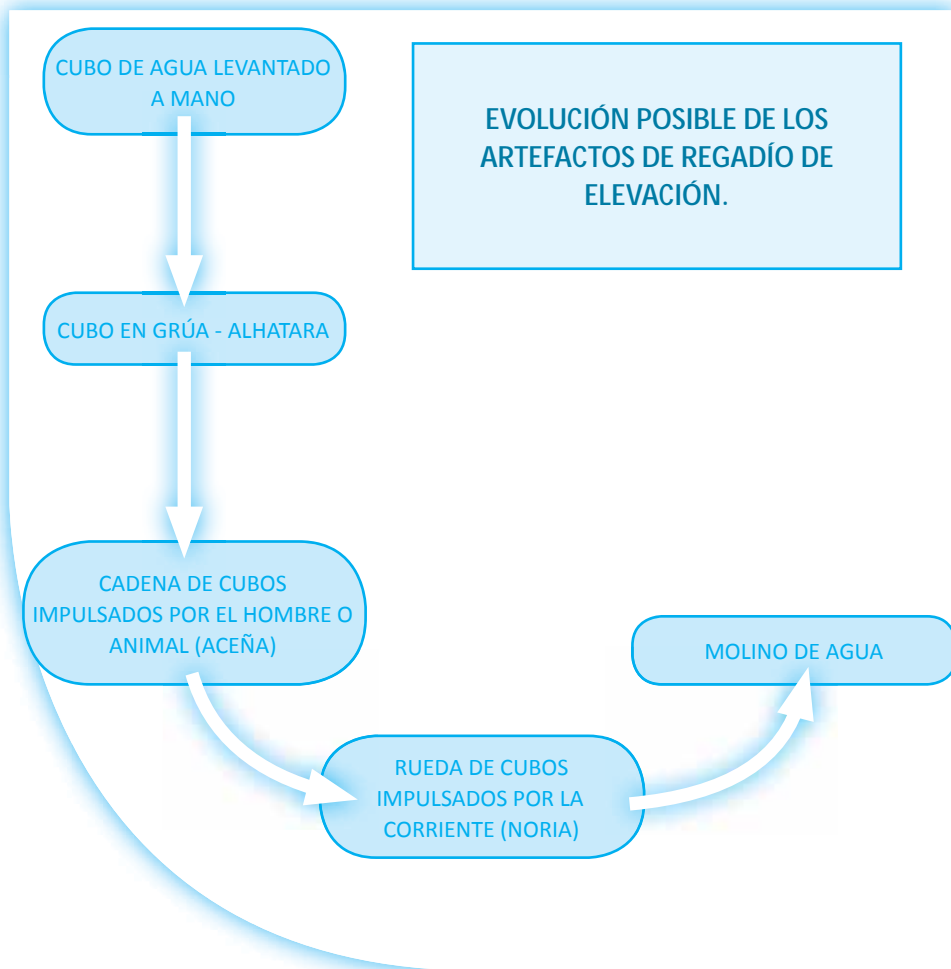 CUBO DE AGUA LEVANTADO
A MANO
EVOLUCIÓN POSIBLE DE LOS
ARTEFACTOS DE REGADÍO DE
ELEVACIÓN.
CUBO EN GRÚA - ALHATARA
CADENA DE CUBOS
IMPULSADOS POR EL HOMBRE O
ANIMAL (ACEÑA)
MOLINO DE AGUA
RUEDA DE CUBOS
IMPULSADOS POR LA
CORRIENTE (NORIA)